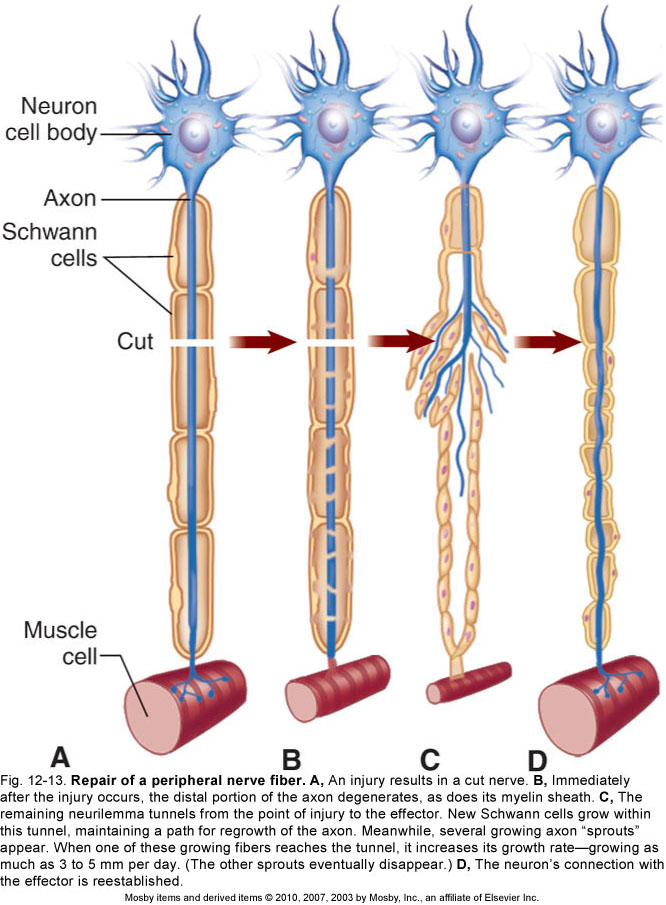 Neuron
cell body
Axon
Schwann
cells
Cut
Muscle
cell
A
B
C
D
Fig. 12-13. Repair of a peripheral nerve fiber. A, An injury results in a cut nerve. B, Immediately
after the injury occurs, the distal portion of the axon degenerates, as does its myelin sheath. C, The
remaining neurilemma tunnels from the point of injury to the effector. New Schwann cells grow within
this tunnel, maintaining a path for regrowth of the axon. Meanwhile, several growing axon “sprouts”
appear. When one of these growing fibers reaches the tunnel, it increases its growth rate—growing as
much as 3 to 5 mm per day. (The other sprouts eventually disappear.) D, The neuron's connection with
the effector is reestablished.
Mosby items and derived items © 2010, 2007, 2003 by Mosby, Inc., an affiliate of Elsevier Inc.